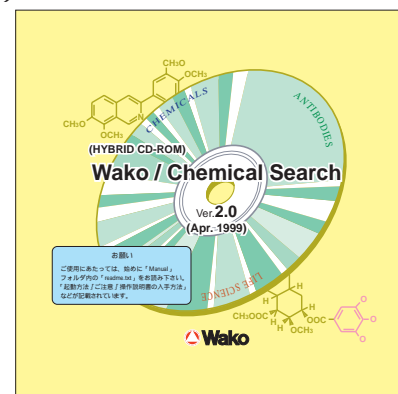 CH3O
OCH3
N
CH3O
OCH3
CHEMICALS
ANTIBODIES
(HYBRID CD-ROM)
Wako / Chemical Search
Ver.2.0
(Apr. 1999)
お願い
ご使用にあたっては、始めに「Manual」
フォルダ内の「readme.txt」をお読み下さい。
「起動方法／ご注意／操作説明書の入手方法」
などが記載されています。
LIFE SCIENCE
H
H
H
H
CH3OOC
OCH3
OOC
O
O
O
Wako